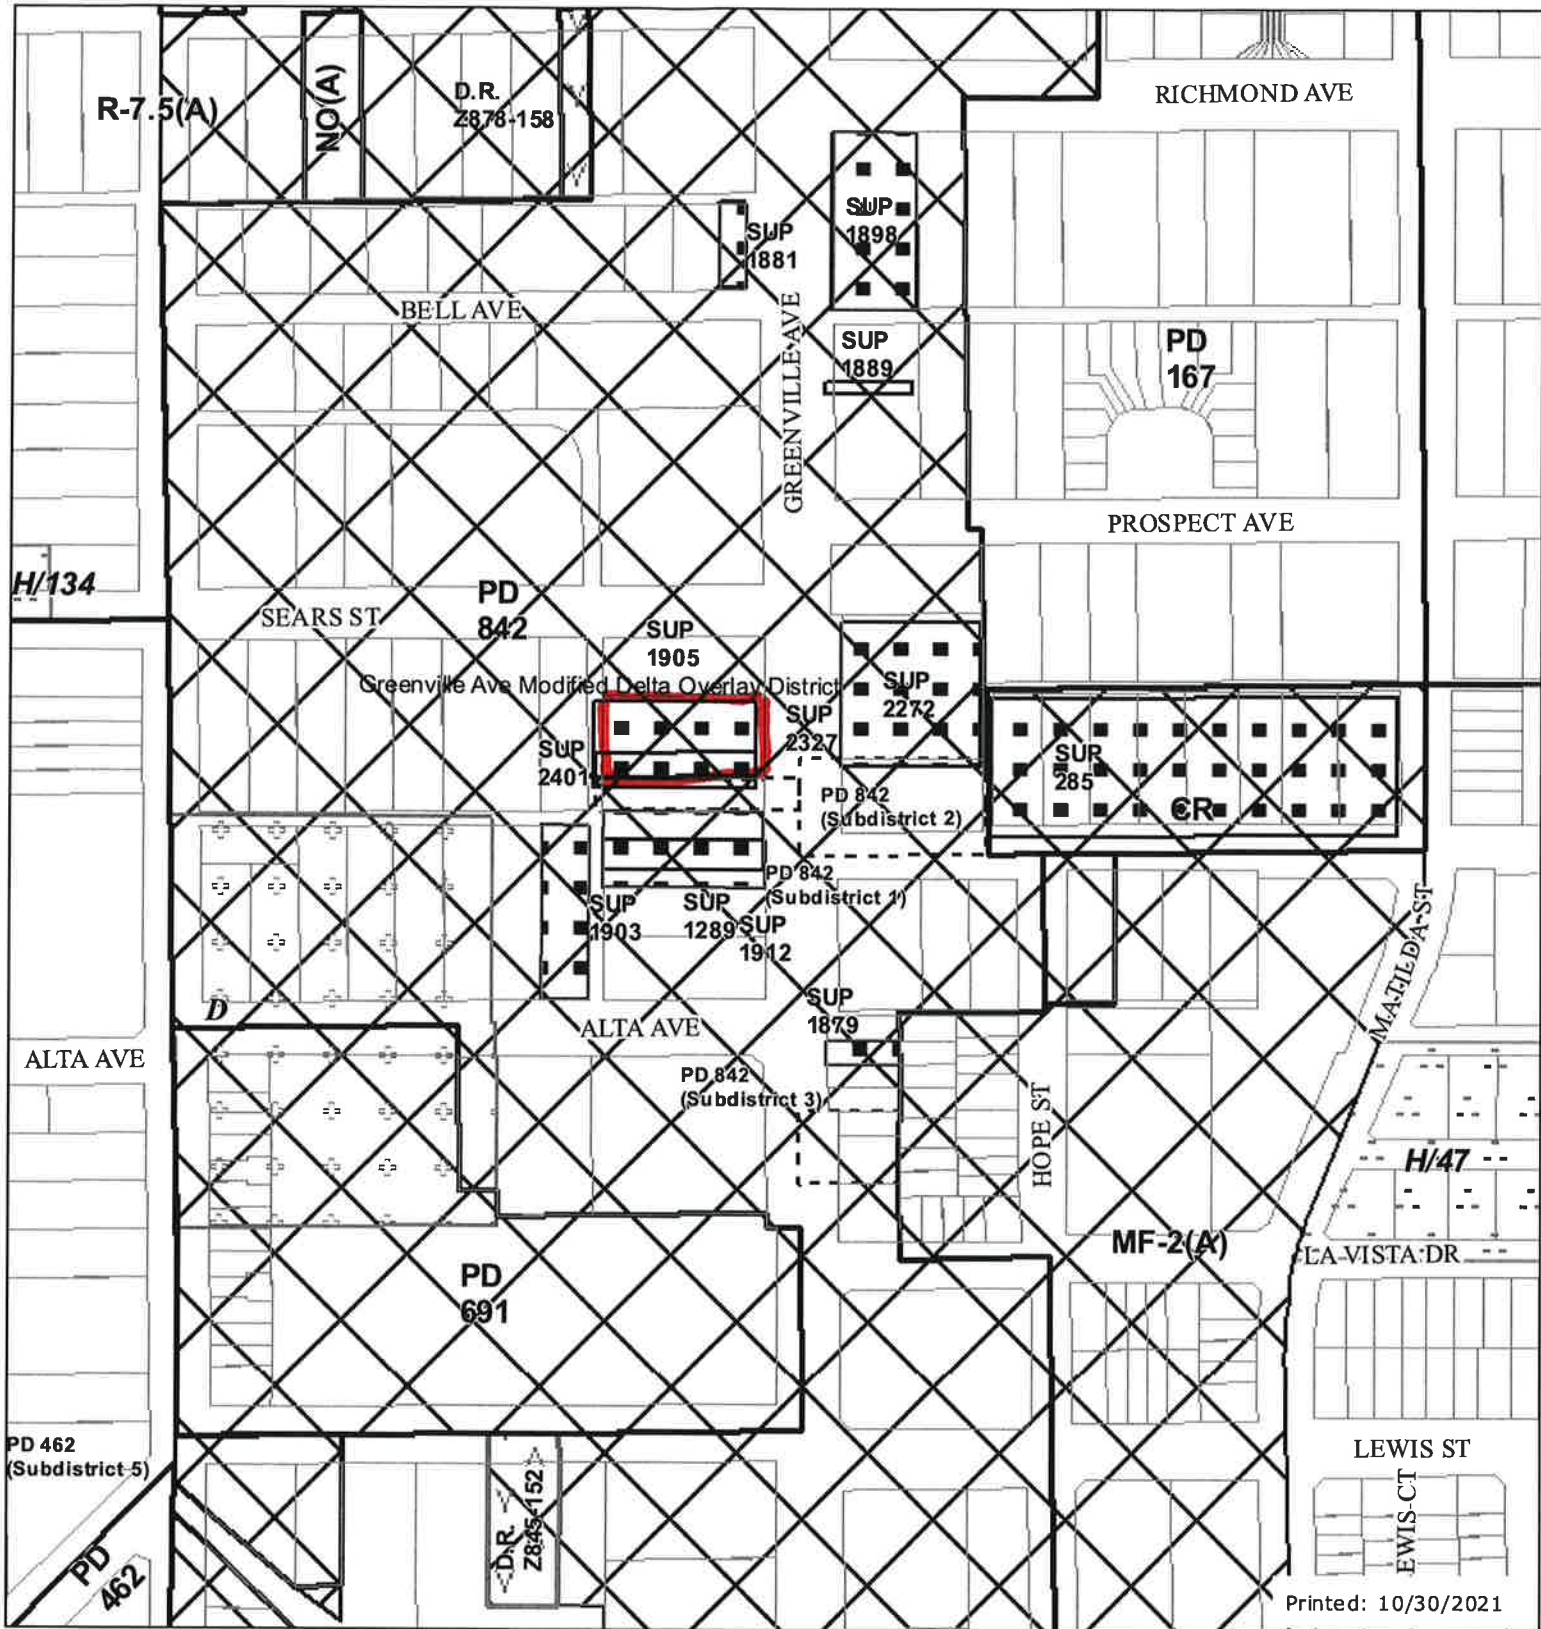 RICHMOND AVE
R-7.5(A)
NO(A)
D.R.
Z878-158
SUP
1898
SUP
1881
BELL AVE
GREENVILLE AVE
SUP
1889
PD
167
PROSPECT AVE
H/134
PD
842
SEARS ST
SUP
1905
Greenville Ave Modified Delta Overlay District
SUP
2272
SUP
2327
SUP
2401
SUP
285
CR
PD 842
(Subdistrict 2)
PD 842
(Subdistrict 1)
SUP
1903
SUP
1289
SUP
1912
MATILDA ST
D
SUP
1879
ALTA AVE
ALTA AVE
PD 842
(Subdistrict 3)
HOPE ST
H/47
MF-2(A)
LA VISTA DR
PD
691
PD 462
(Subdistrict 5)
LEWIS ST
EWIS CT
D.R.
Z845-152
PD
462
Printed: 10/30/2021